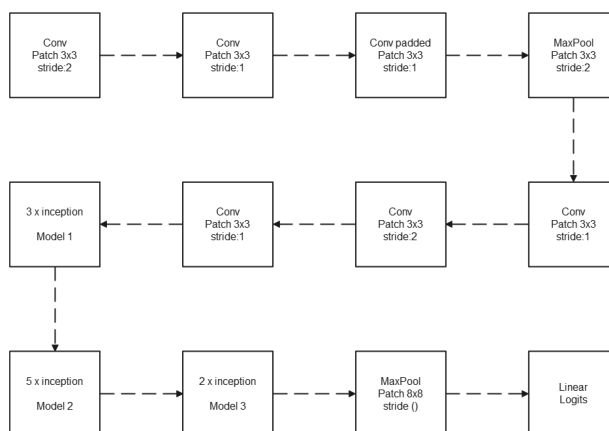 Conv
Patch 3x3
stride:2
Conv
Patch 3x3
stride:1
Conv padded
Patch 3x3
stride:1
MaxPool
Patch 3x3
stride:2
3 x inception
Model 1
Conv
Patch 3x3
stride:1
Conv
Patch 3x3
stride:2
Conv
Patch 3x3
stride:1
5 x inception
Model 2
2 x inception
Model 3
MaxPool
Patch 8x8
stride ()
Linear
Logits